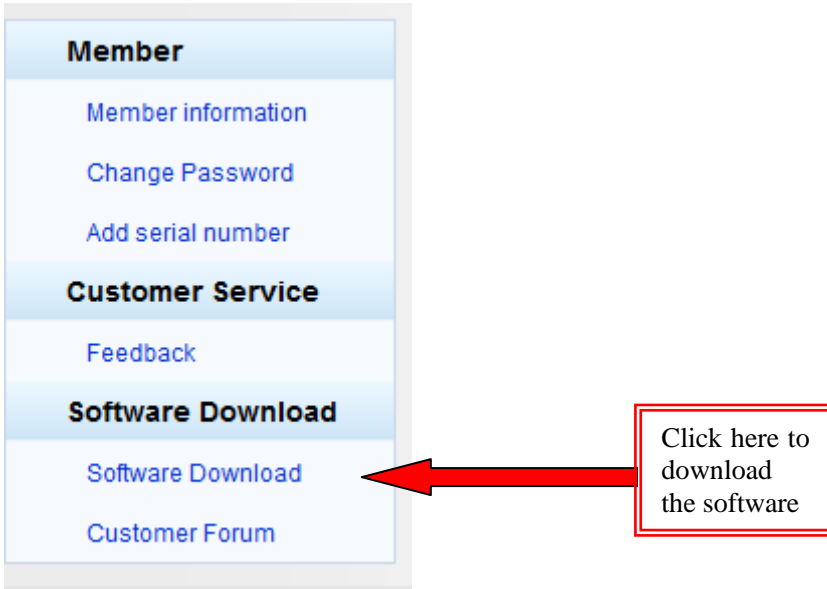 Member
Member information
Change Password
Add serial number
Customer Service
Feedback
Software Download
Software Download
Customer Forum
Click here to
download
the software